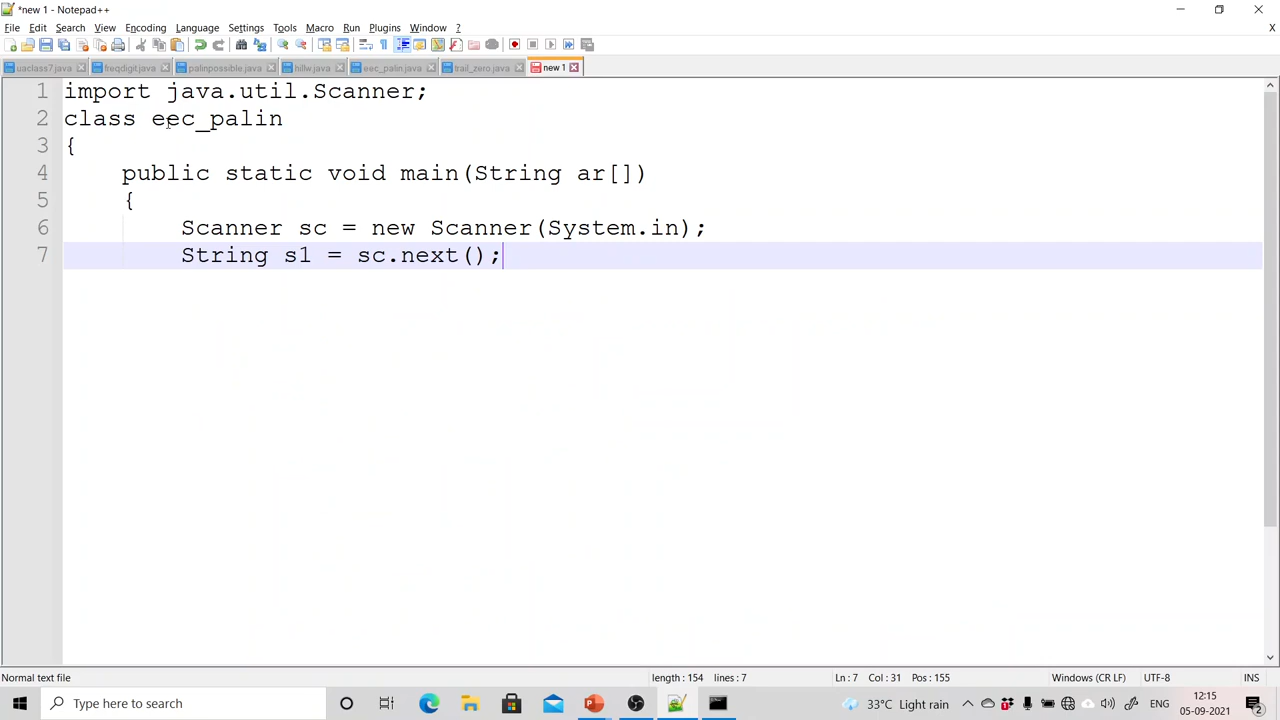 *new 1 - Notepad++
File Edit Search View Encoding Language Settings Tools Macro Run Plugins Window ?
X
uaclass7.java freqdigit.java palinpossible.java hillw.java eec_palin.java trail_zero.java new 1
1 import java.util.Scanner;
2 class eec_palin
3 {
4 public static void main(String ar[])
5 {
6 Scanner sc = new Scanner(System.in);
7 String s1 = sc.next();
Normal text file length : 154 lines : 7 Ln : 7 Col : 31 Pos : 155 Windows (CR LF) UTF-8 INS
Type here to search 33°C Light rain ENG 12:15
05-09-2021 2